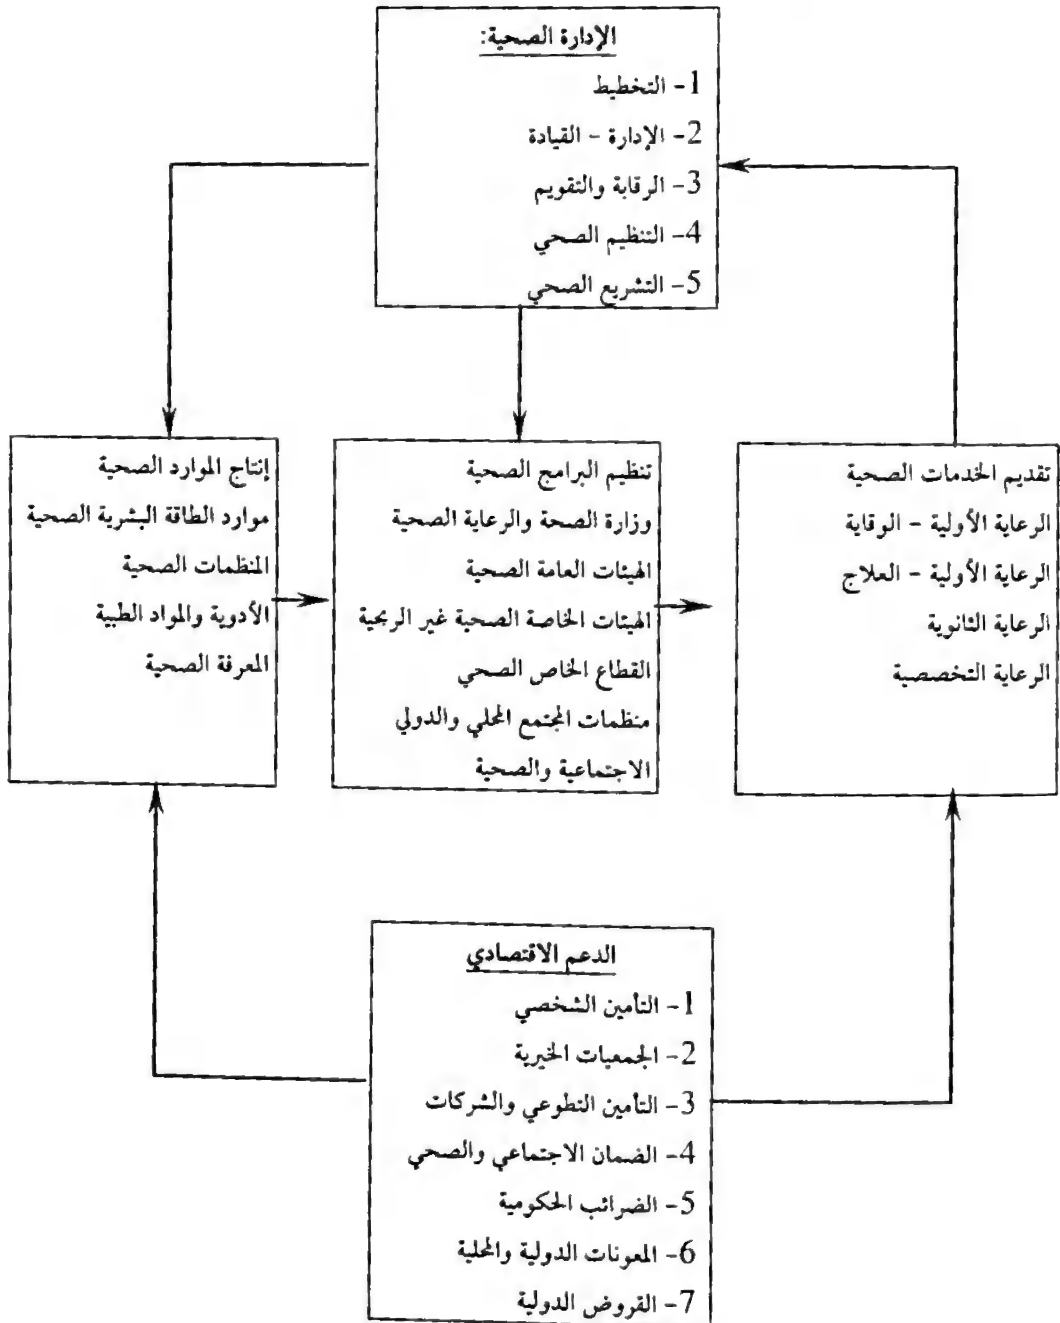 الإدارة الصحية:
1- التخطيط
2- الإدارة - القيادة
3- الرقابة والتقويم
4- التنظيم الصحي
5- التشريع الصحي
تقديم الخدمات الصحية
الرعاية الأولية - الوقاية
الرعاية الأولية - العلاج
الرعاية الثانوية
الرعاية التخصصية
تنظيم البرامج الصحية
وزارة الصحة والرعاية الصحية
الهيئات العامة الصحية
الهيئات الخاصة الصحية غير الربحية
القطاع الخاص الصحي
منظمات المجتمع المحلي والدولي
الاجتماعية والصحية
إنتاج الموارد الصحية
موارد الطاقة البشرية الصحية
المنظمات الصحية
الأدوية والمواد الطبية
المعرفة الصحية
الدعم الاقتصادي
1- التأمين الشخصي
2- الجمعيات الخيرية
3- التأمين التطوعي والشركات
4- الضمان الاجتماعي والصحي
5- الضرائب الحكومية
6- المعونات الدولية والمحلية
7- القروض الدولية